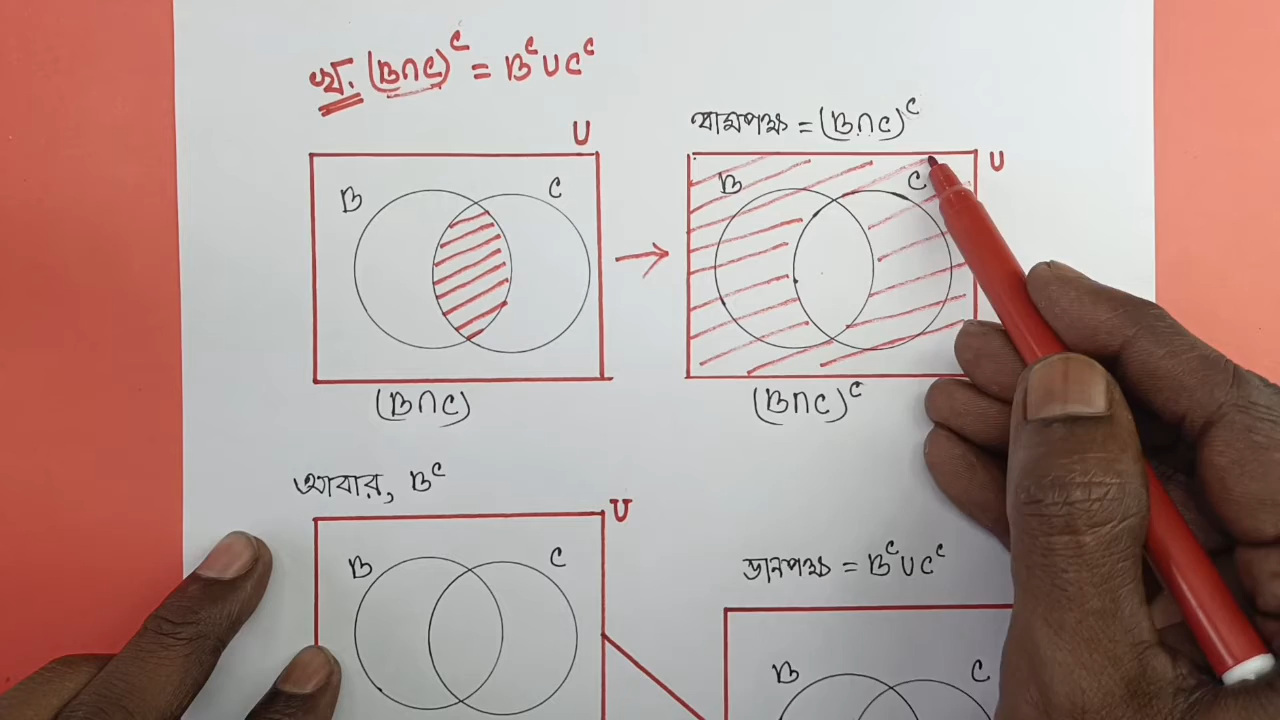 খ. (B∩C)ᶜ = Bᶜ∪Cᶜ
বামপক্ষ = (B∩C)ᶜ
U
U
B
C
B
C
(B∩C)
(B∩C)ᶜ
আবার, Bᶜ
U
B
C
ডানপক্ষ = Bᶜ∪Cᶜ
B
C